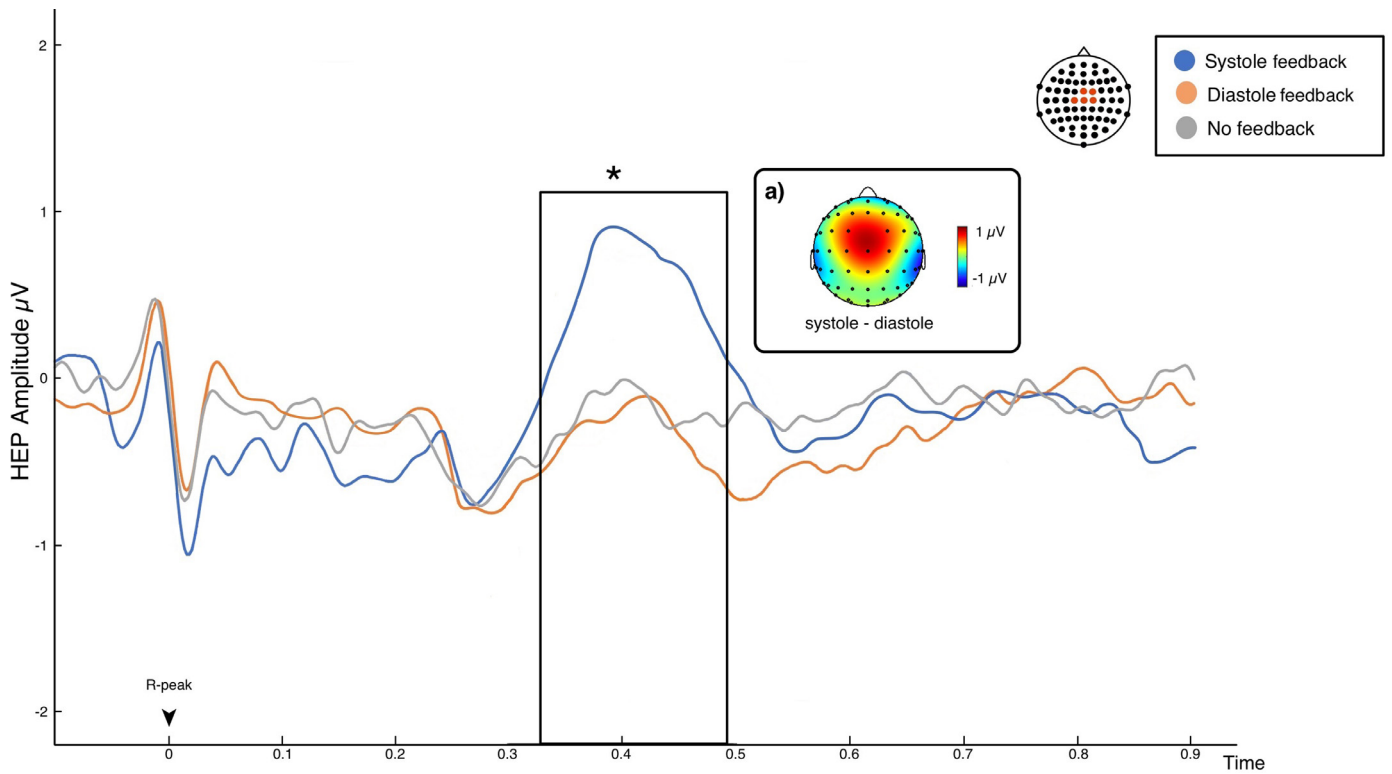 Systole feedback
Diastole feedback
No feedback
*
a)
1 µV
-1 µV
systole - diastole
HEP Amplitude µV
2
1
0
-1
-2
R-peak
0
0.1
0.2
0.3
0.4
0.5
0.6
0.7
0.8
0.9
Time